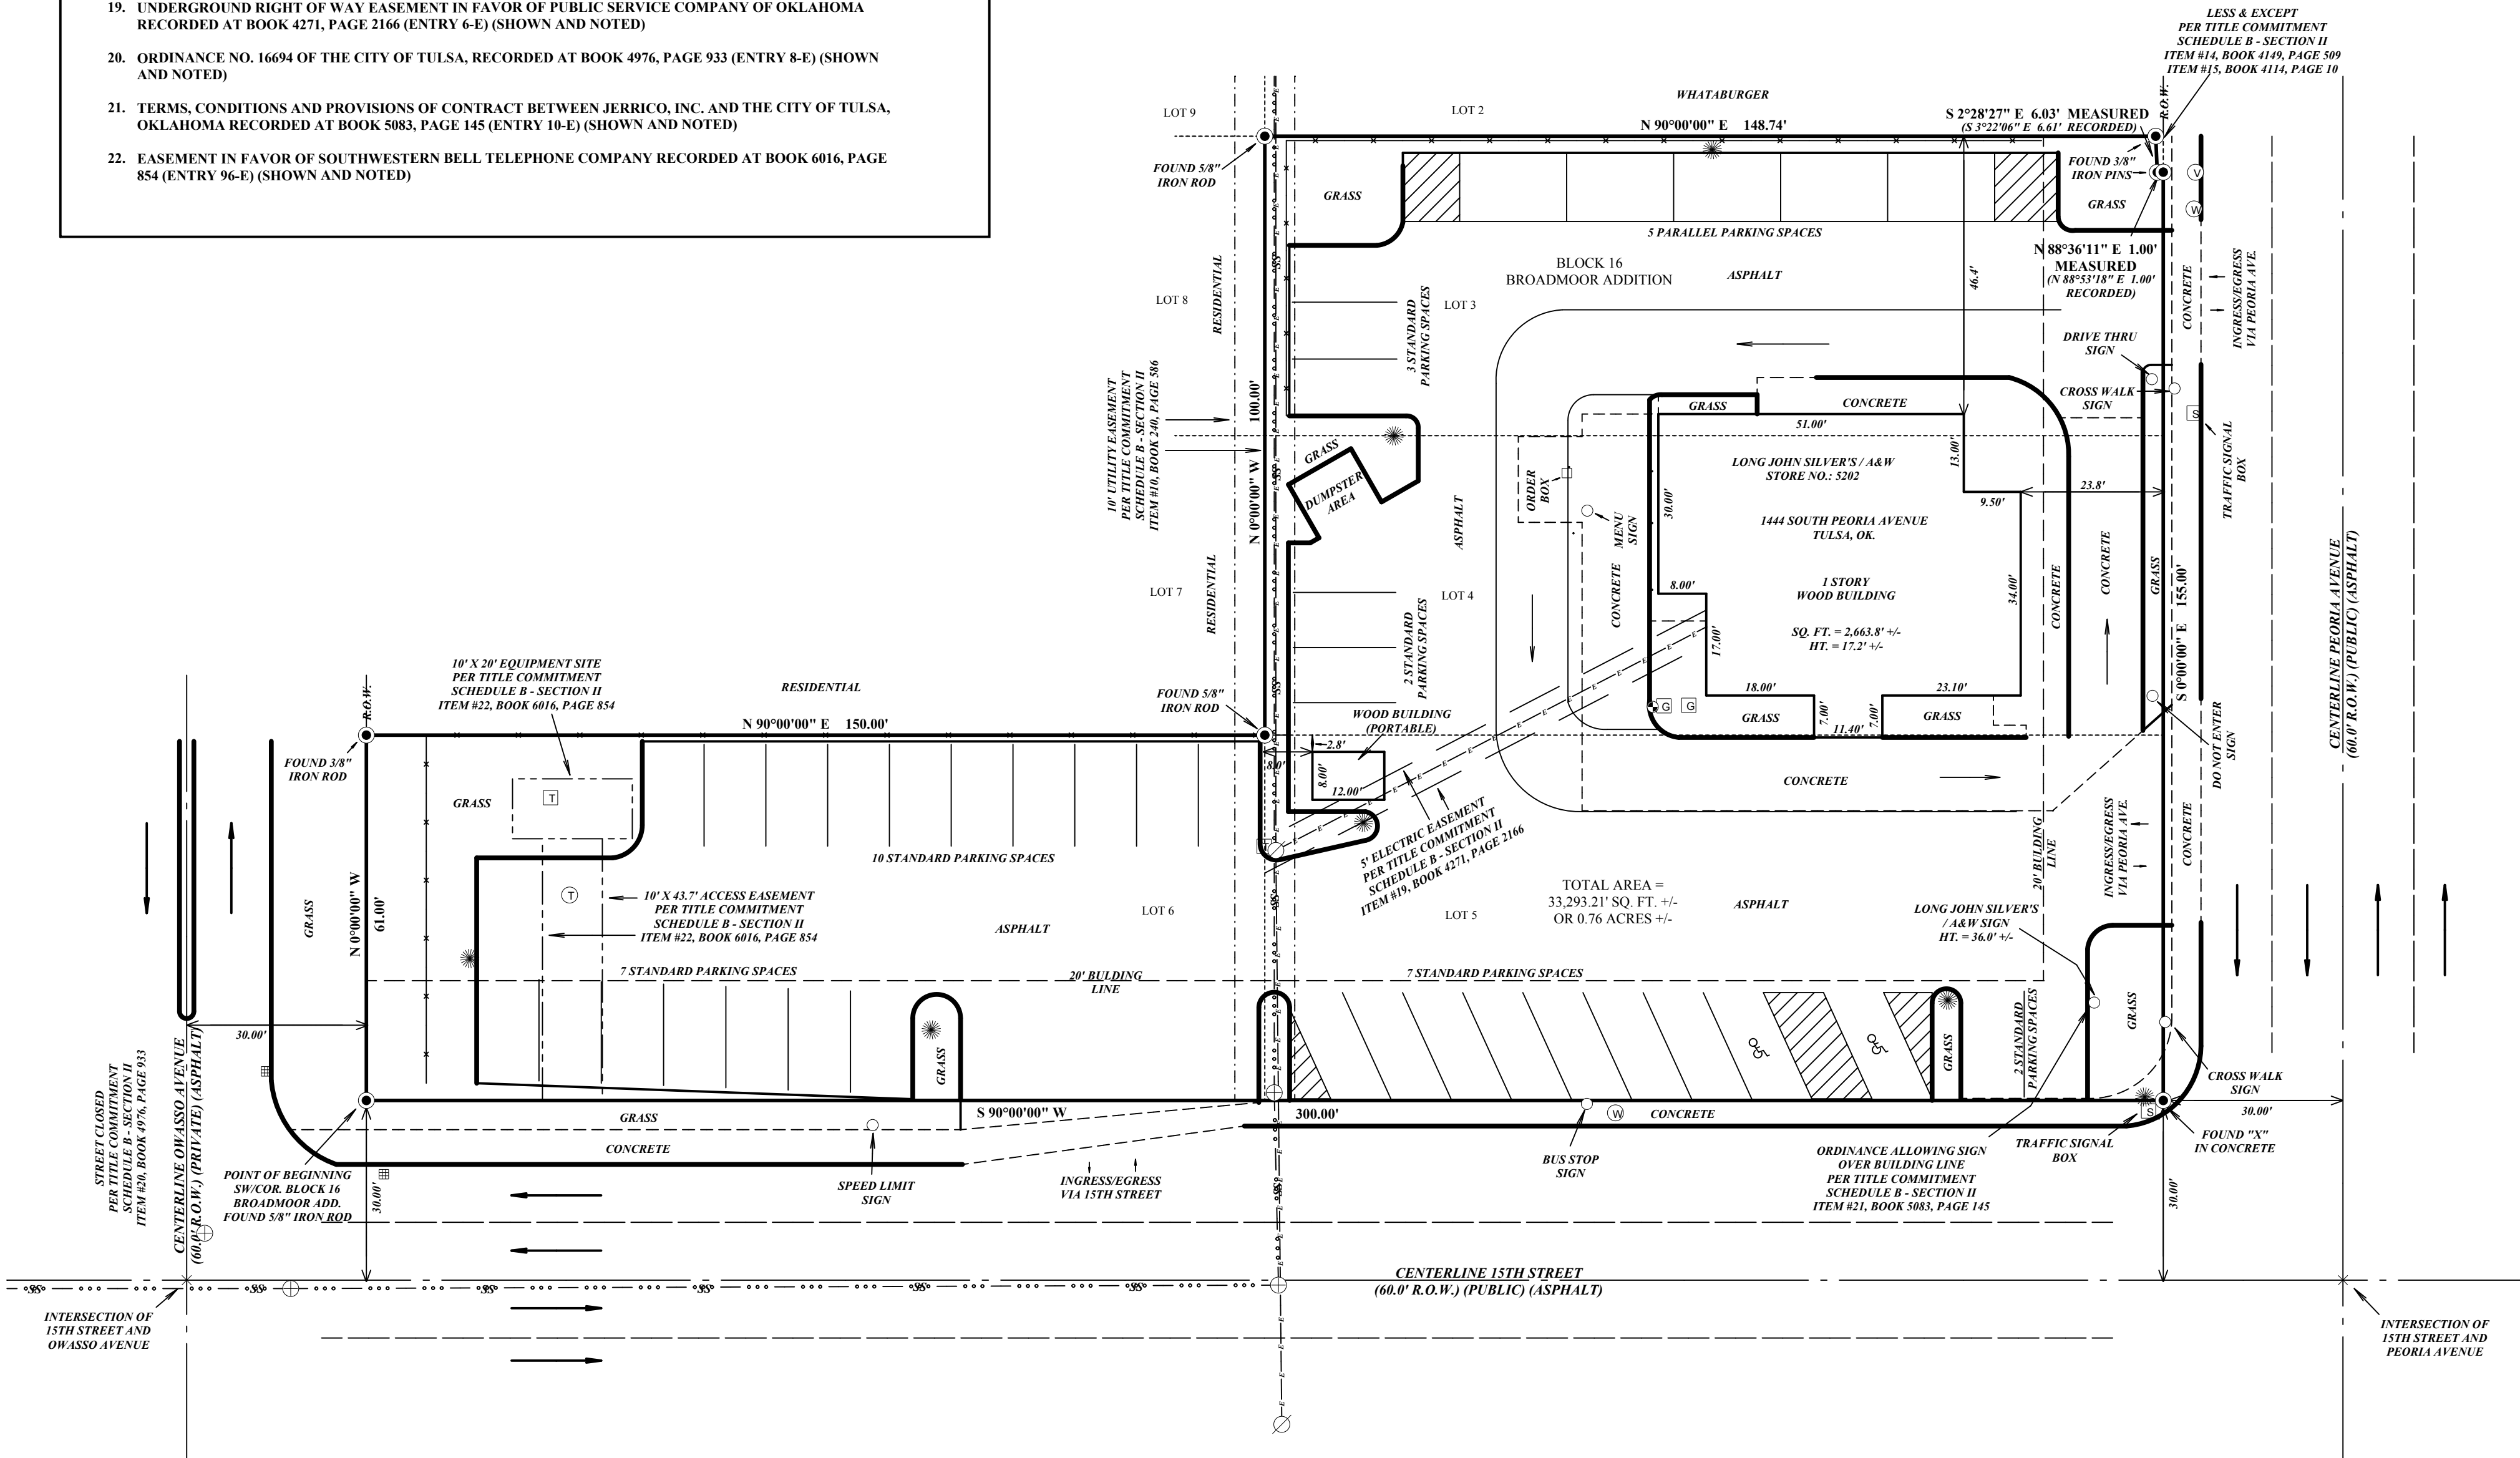 19. UNDERGROUND RIGHT OF WAY EASEMENT IN FAVOR OF PUBLIC SERVICE COMPANY OF OKLAHOMA
RECORDED AT BOOK 4271, PAGE 2166 (ENTRY 6-E) (SHOWN AND NOTED)
20. ORDINANCE NO. 16694 OF THE CITY OF TULSA, RECORDED AT BOOK 4976, PAGE 933 (ENTRY 8-E) (SHOWN
AND NOTED)
21. TERMS, CONDITIONS AND PROVISIONS OF CONTRACT BETWEEN JERRICO, INC. AND THE CITY OF TULSA,
OKLAHOMA RECORDED AT BOOK 5083, PAGE 145 (ENTRY 10-E) (SHOWN AND NOTED)
22. EASEMENT IN FAVOR OF SOUTHWESTERN BELL TELEPHONE COMPANY RECORDED AT BOOK 6016, PAGE
854 (ENTRY 96-E) (SHOWN AND NOTED)
LESS & EXCEPT
PER TITLE COMMITMENT
SCHEDULE B - SECTION II
ITEM #14, BOOK 4149, PAGE 509
ITEM #15, BOOK 4114, PAGE 10
R.O.W.
LOT 9
LOT 2
WHATABURGER
N 90°00'00" E 148.74'
S 2°28'27" E 6.03' MEASURED
(S 3°22'06" E 6.61' RECORDED)
FOUND 5/8"
IRON ROD
FOUND 3/8"
IRON PINS
V
W
GRASS
GRASS
5 PARALLEL PARKING SPACES
N 88°36'11" E 1.00'
MEASURED
(N 88°53'18" E 1.00'
RECORDED)
BLOCK 16
BROADMOOR ADDITION
ASPHALT
46.4'
CONCRETE
INGRESS/EGRESS
VIA PEORIA AVE.
LOT 8
RESIDENTIAL
LOT 3
3 STANDARD
PARKING SPACES
DRIVE THRU
SIGN
CROSS WALK
SIGN
S
TRAFFIC SIGNAL
BOX
10' UTILITY EASEMENT
PER TITLE COMMITMENT
SCHEDULE B - SECTION II
ITEM #10, BOOK 240, PAGE 586
N 0°00'00" W 100.00'
SS
SS
SS
GRASS
CONCRETE
51.00'
13.00'
GRASS
DUMPSTER
AREA
ORDER
BOX
MENU
SIGN
ASPHALT
CONCRETE
30.00'
LONG JOHN SILVER'S / A&W
STORE NO.: 5202
1444 SOUTH PEORIA AVENUE
TULSA, OK.
1 STORY
WOOD BUILDING
SQ. FT. = 2,663.8' +/-
HT. = 17.2' +/-
9.50'
23.8'
34.00'
8.00'
17.00'
18.00'
23.10'
7.00'
7.00'
11.40'
GRASS
GRASS
G
G
CONCRETE
CONCRETE
GRASS
S 0°00'00" E 155.00'
CENTERLINE PEORIA AVENUE
(60.0' R.O.W.) (PUBLIC) (ASPHALT)
LOT 7
RESIDENTIAL
LOT 4
2 STANDARD
PARKING SPACES
FOUND 5/8"
IRON ROD
WOOD BUILDING
(PORTABLE)
2.8'
8.0'
8.00'
12.00'
CONCRETE
DO NOT ENTER
SIGN
5' ELECTRIC EASEMENT
PER TITLE COMMITMENT
SCHEDULE B - SECTION II
ITEM #19, BOOK 4271, PAGE 2166
20' BULDING
LINE
INGRESS/EGRESS
VIA PEORIA AVE.
CONCRETE
10' X 20' EQUIPMENT SITE
PER TITLE COMMITMENT
SCHEDULE B - SECTION II
ITEM #22, BOOK 6016, PAGE 854
R.O.W.
RESIDENTIAL
N 90°00'00" E 150.00'
FOUND 3/8"
IRON ROD
GRASS
T
GRASS
N 0°00'00" W
61.00'
10 STANDARD PARKING SPACES
T
10' X 43.7' ACCESS EASEMENT
PER TITLE COMMITMENT
SCHEDULE B - SECTION II
ITEM #22, BOOK 6016, PAGE 854
ASPHALT
LOT 6
LOT 5
TOTAL AREA =
33,293.21' SQ. FT. +/-
OR 0.76 ACRES +/-
ASPHALT
LONG JOHN SILVER'S
/ A&W SIGN
HT. = 36.0' +/-
7 STANDARD PARKING SPACES
20' BULDING
LINE
7 STANDARD PARKING SPACES
30.00'
GRASS
GRASS
2 STANDARD
PARKING SPACES
GRASS
CROSS WALK
SIGN
STREET CLOSED
PER TITLE COMMITMENT
SCHEDULE B - SECTION II
ITEM #20, BOOK 4976, PAGE 933
CENTERLINE OWASSO AVENUE
(60.0' R.O.W.) (PRIVATE) (ASPHALT)
GRASS
S 90°00'00" W
300.00'
W
CONCRETE
S
30.00'
CONCRETE
POINT OF BEGINNING
SW/COR. BLOCK 16
BROADMOOR ADD.
FOUND 5/8" IRON ROD
30.00'
SPEED LIMIT
SIGN
INGRESS/EGRESS
VIA 15TH STREET
BUS STOP
SIGN
ORDINANCE ALLOWING SIGN
OVER BUILDING LINE
PER TITLE COMMITMENT
SCHEDULE B - SECTION II
ITEM #21, BOOK 5083, PAGE 145
TRAFFIC SIGNAL
BOX
FOUND "X"
IN CONCRETE
30.00'
CENTERLINE 15TH STREET
(60.0' R.O.W.) (PUBLIC) (ASPHALT)
SS
SS
SS
SS
SS
SS
INTERSECTION OF
15TH STREET AND
OWASSO AVENUE
INTERSECTION OF
15TH STREET AND
PEORIA AVENUE